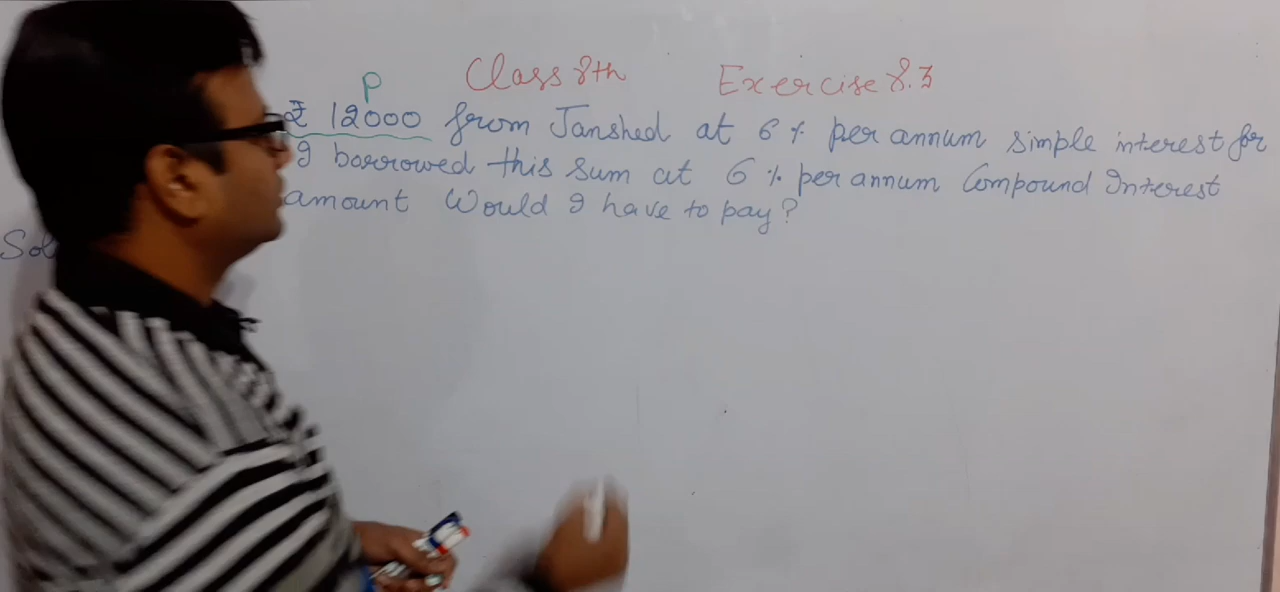 Class 8th Exercise 8.3
P
₹ 12000 from Janshed at 6 % per annum simple interest for
I borrowed this sum at 6 % per annum Compound Interest
amount Would I have to pay?
Sol